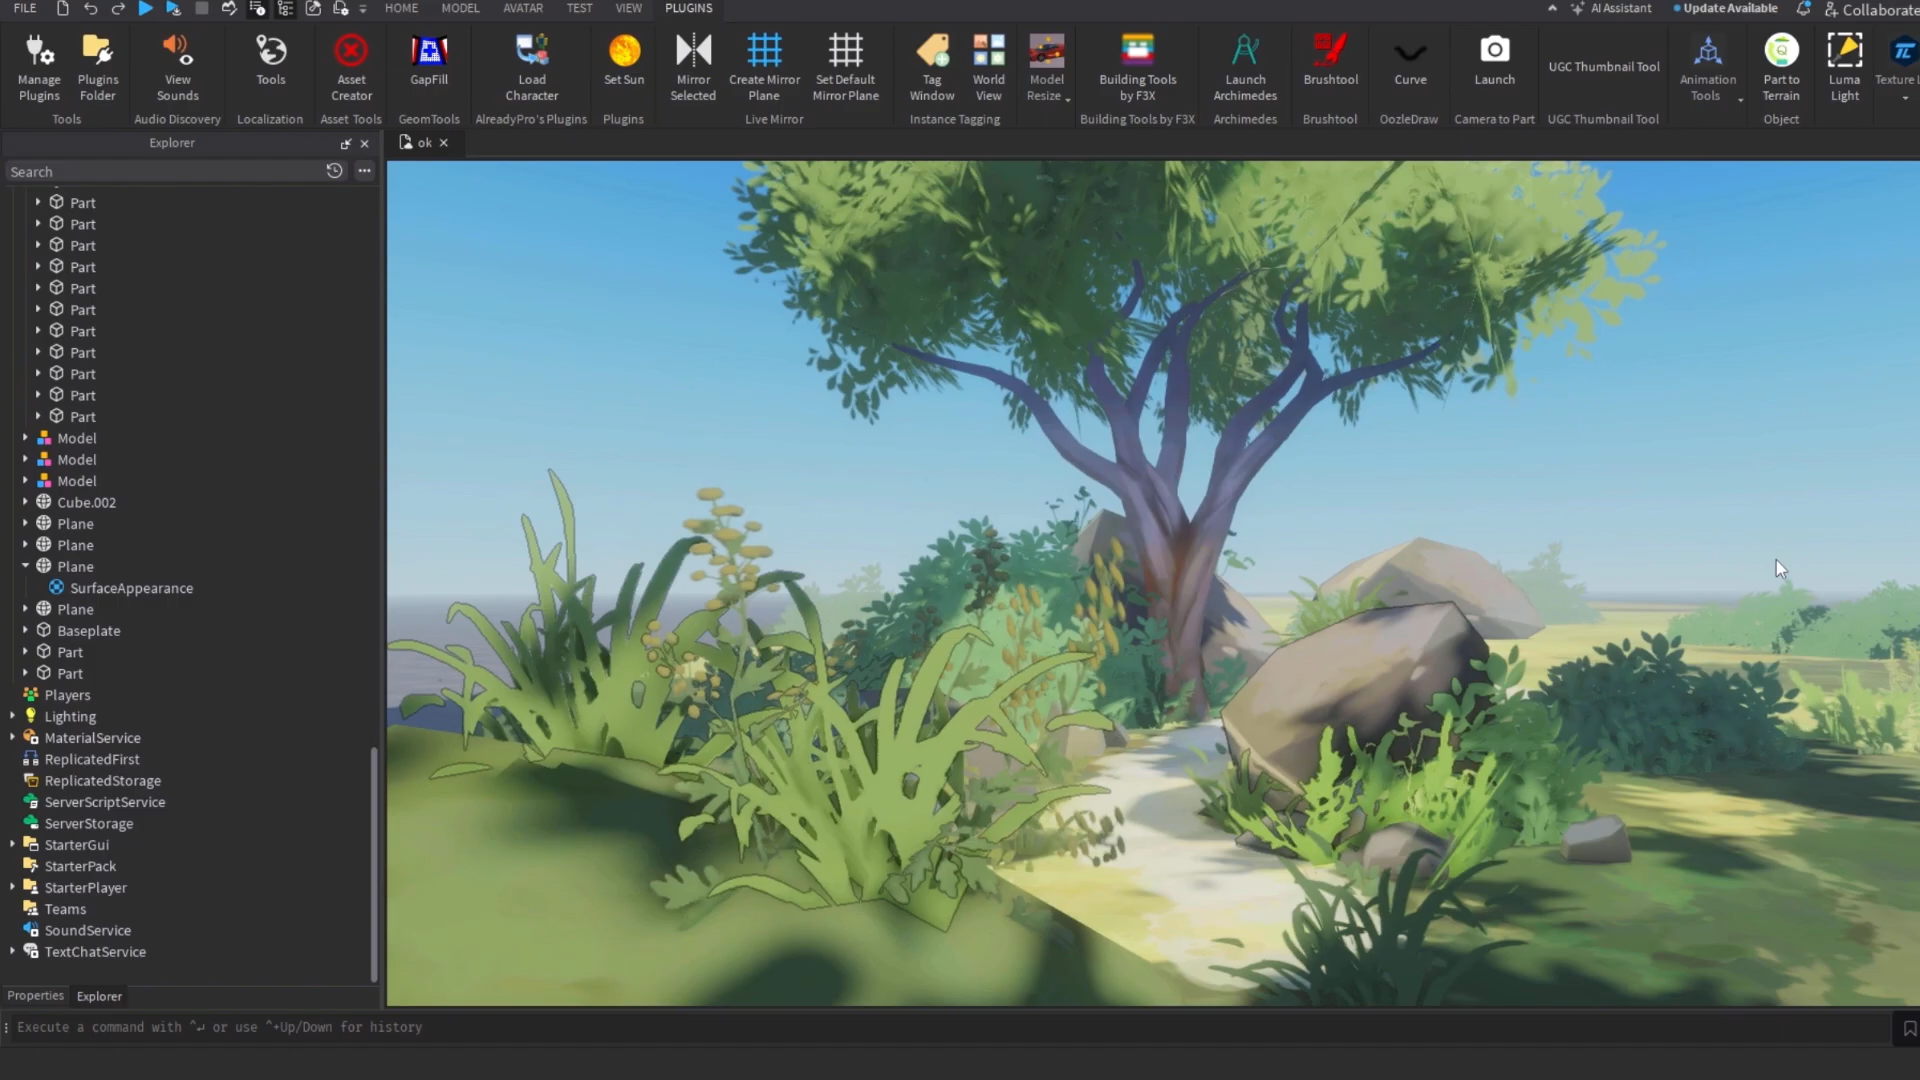 FILE HOME MODEL AVATAR TEST VIEW PLUGINS AI Assistant Update Available Collaborate
Manage Plugins
Plugins Folder
View Sounds
Tools
Asset Creator
GapFill
Load Character
Set Sun
Mirror Selected
Create Mirror Plane
Set Default Mirror Plane
Tag Window
World View
Model Resize
Building Tools by F3X
Launch Archimedes
Brushtool
Curve
Launch
UGC Thumbnail Tool
Animation Tools
Part to Terrain
Luma Light
Texture
Tools Audio Discovery Localization Asset Tools GeomTools AlreadyPro's Plugins Plugins Live Mirror Instance Tagging Building Tools by F3X Archimedes Brushtool OozleDraw Camera to Part UGC Thumbnail Tool Object
Explorer
ok
Search
Part
Part
Part
Part
Part
Part
Part
Part
Part
Part
Part
Model
Model
Model
Cube.002
Plane
Plane
Plane
SurfaceAppearance
Plane
Baseplate
Part
Part
Players
Lighting
MaterialService
ReplicatedFirst
ReplicatedStorage
ServerScriptService
ServerStorage
StarterGui
StarterPack
StarterPlayer
Teams
SoundService
TextChatService
Properties Explorer
Execute a command with ^↵ or use ^+Up/Down for history